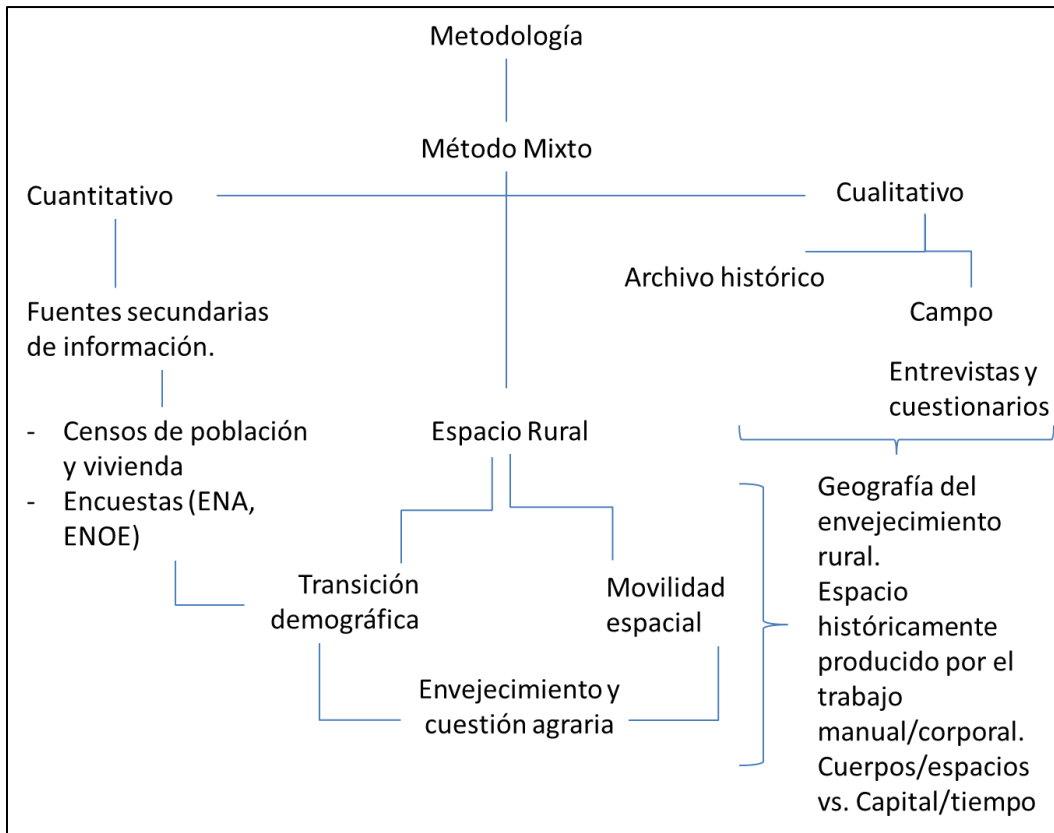 Metodología
Método Mixto
Cuantitativo
Cualitativo
Archivo histórico
Campo
Fuentes secundarias
de información.
Entrevistas y
cuestionarios
- Censos de población
y vivienda
- Encuestas (ENA,
ENOE)
Espacio Rural
Transición
demográfica
Movilidad
espacial
Envejecimiento y
cuestión agraria
Geografía del
envejecimiento
rural.
Espacio
históricamente
producido por el
trabajo
manual/corporal.
Cuerpos/espacios
vs. Capital/tiempo